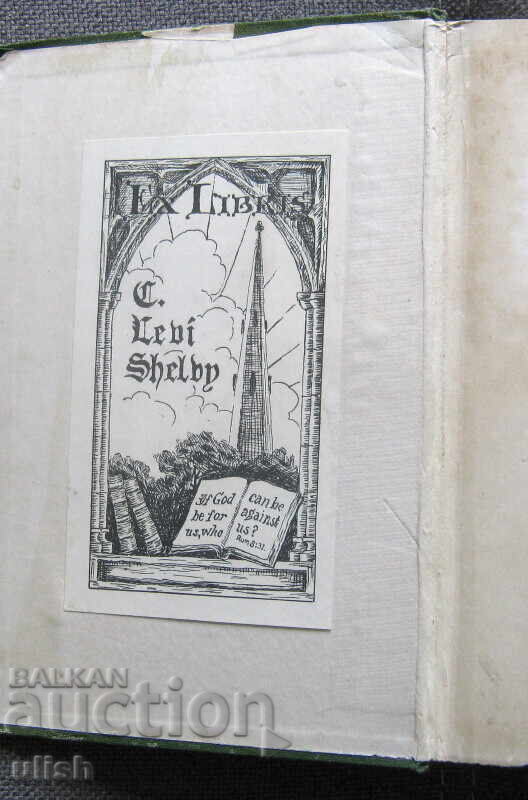 EX LIBRIS
C.
Levi
Shelby
If God
be for
us, who
can be
against
us?
Rom. 8:31.
BALKAN
auction
ulish